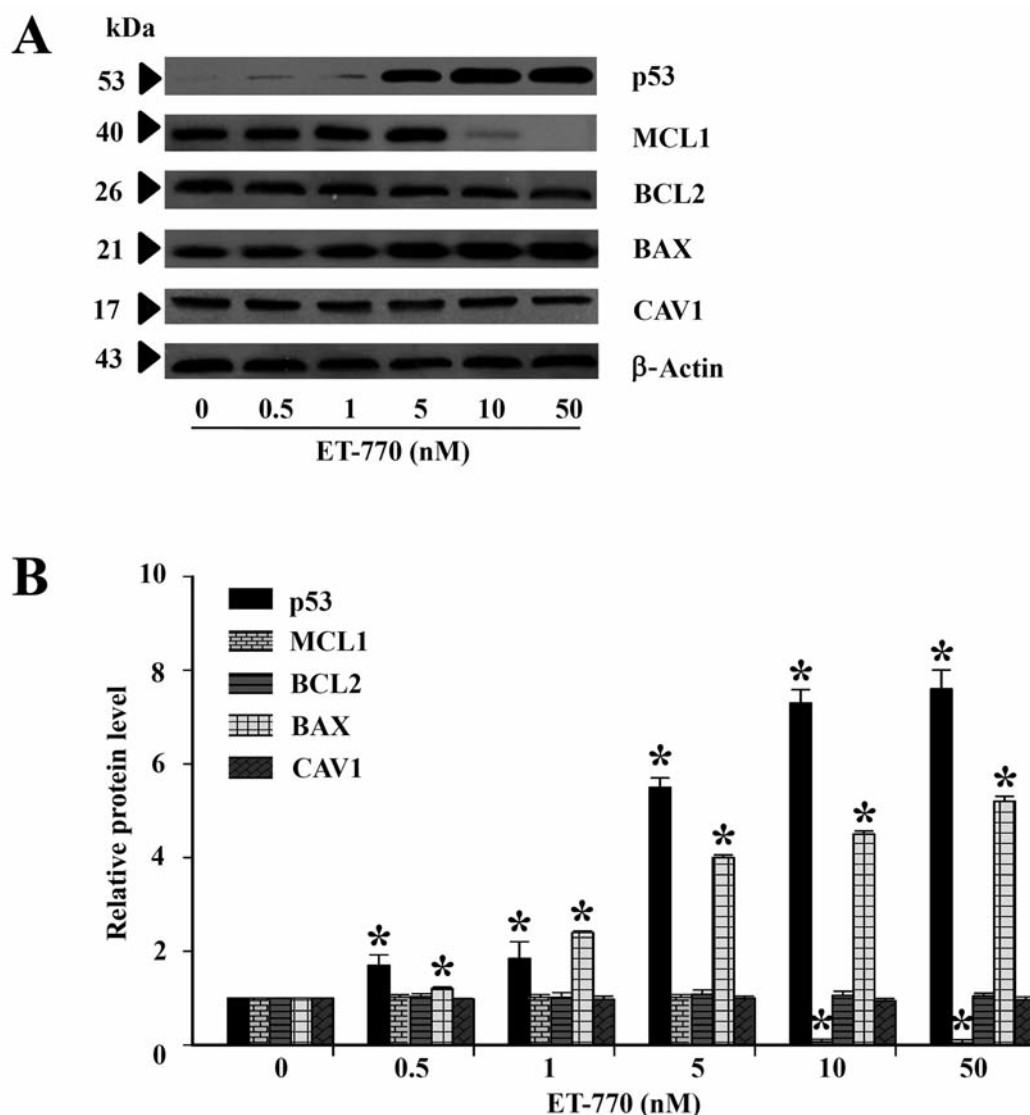 A
kDa
53 p53
40 MCL1
26 BCL2
21 BAX
17 CAV1
43 β-Actin
0 0.5 1 5 10 50
ET-770 (nM)
B
10
8
6
4
2
0
Relative protein level
p53
MCL1
BCL2
BAX
CAV1
* * * * * * * * * * * *
0 0.5 1 5 10 50
ET-770 (nM)